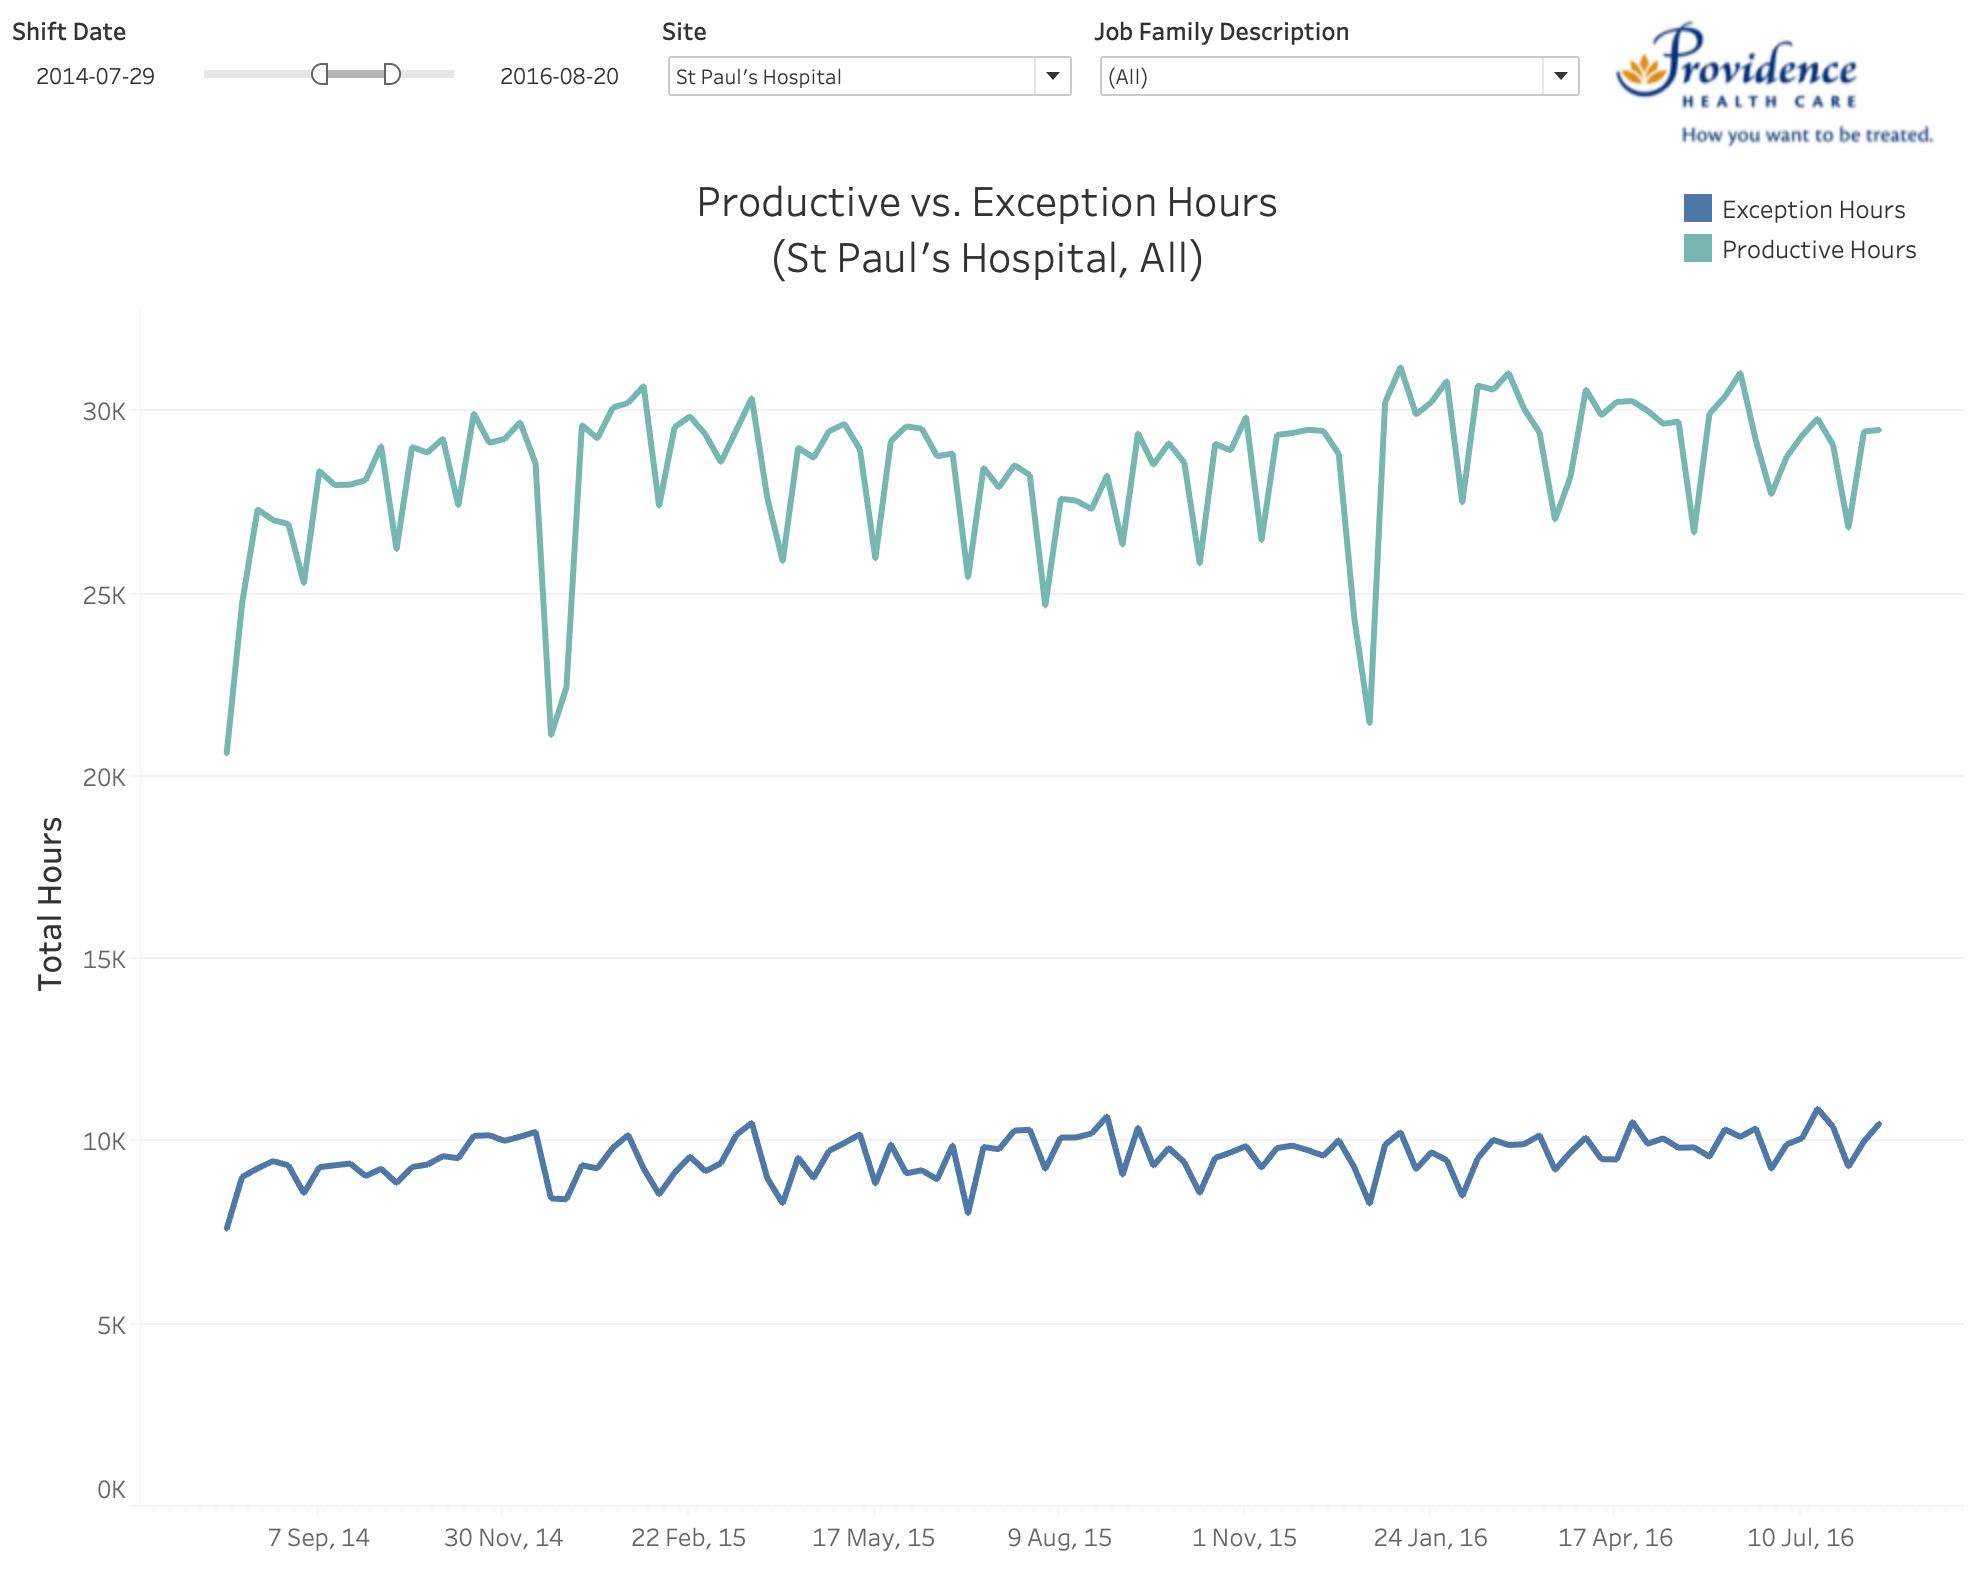 Shift Date
2014-07-29
2016-08-20
Site
St Paul's Hospital
Job Family Description
(All)
Providence
HEALTH CARE
How you want to be treated.
Productive vs. Exception Hours
(St Paul's Hospital, All)
Exception Hours
Productive Hours
Total Hours
30K
25K
20K
15K
10K
5K
0K
7 Sep, 14
30 Nov, 14
22 Feb, 15
17 May, 15
9 Aug, 15
1 Nov, 15
24 Jan, 16
17 Apr, 16
10 Jul, 16